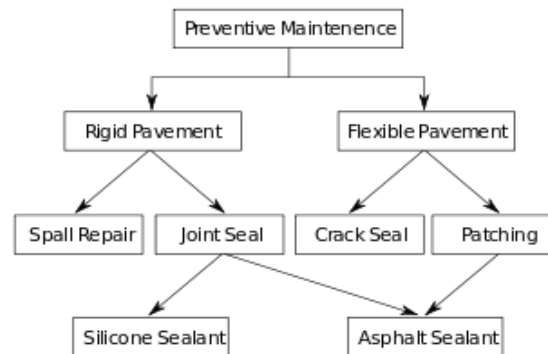 Preventive Maintenence
Rigid Pavement
Flexible Pavement
Spall Repair
Joint Seal
Crack Seal
Patching
Silicone Sealant
Asphalt Sealant